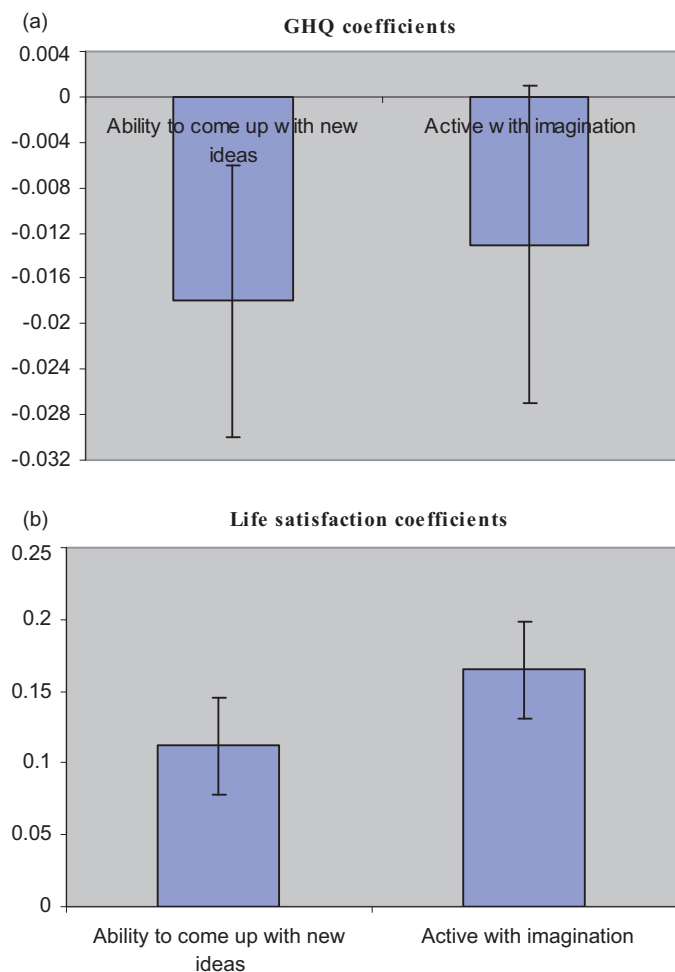 (a)
GHQ coefficients
0.004
0
-0.004
-0.008
-0.012
-0.016
-0.02
-0.024
-0.028
-0.032
Ability to come up with new
ideas
Active with imagination
(b)
Life satisfaction coefficients
0.25
0.2
0.15
0.1
0.05
0
Ability to come up with new
ideas
Active with imagination